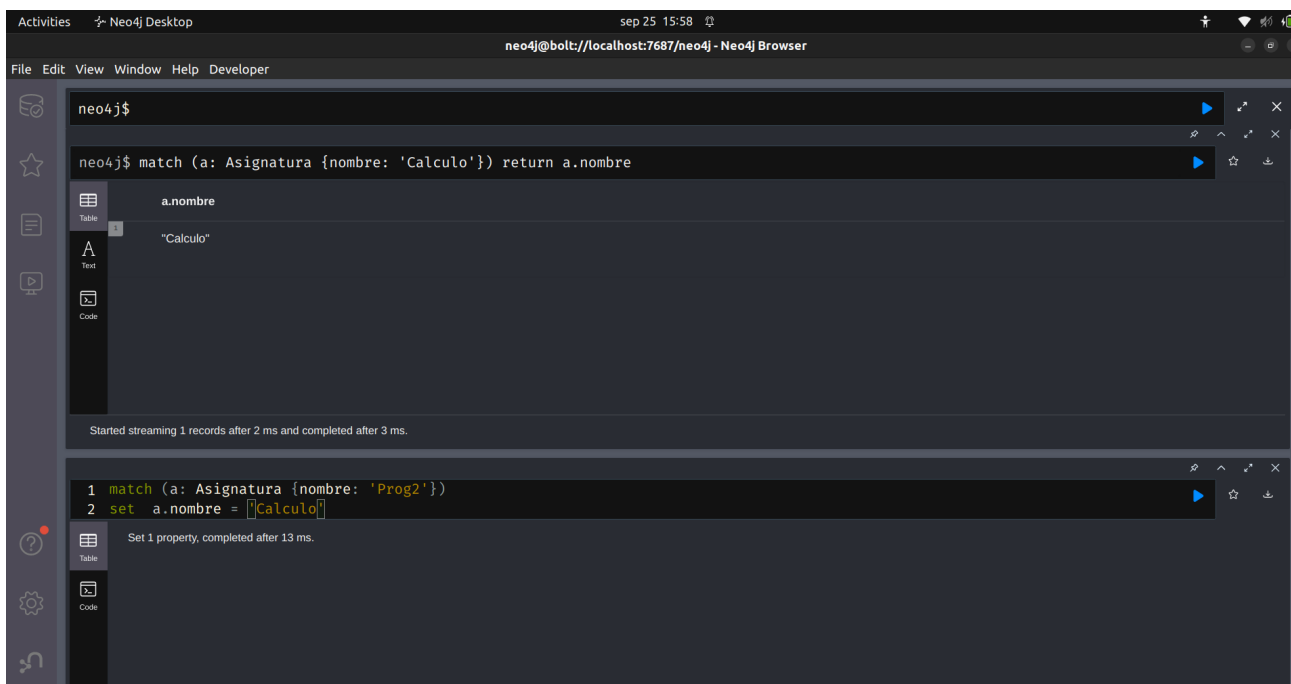 Activities Neo4j Desktop sep 25 15:58
neo4j@bolt://localhost:7687/neo4j - Neo4j Browser
File Edit View Window Help Developer
neo4j$
neo4j$ match (a: Asignatura {nombre: 'Calculo'}) return a.nombre
Table
a.nombre
1
"Calculo"
A
Text
Code
Started streaming 1 records after 2 ms and completed after 3 ms.
1 match (a: Asignatura {nombre: 'Prog2'})
2 set a.nombre = 'Calculo'
Table
Set 1 property, completed after 13 ms.
Code